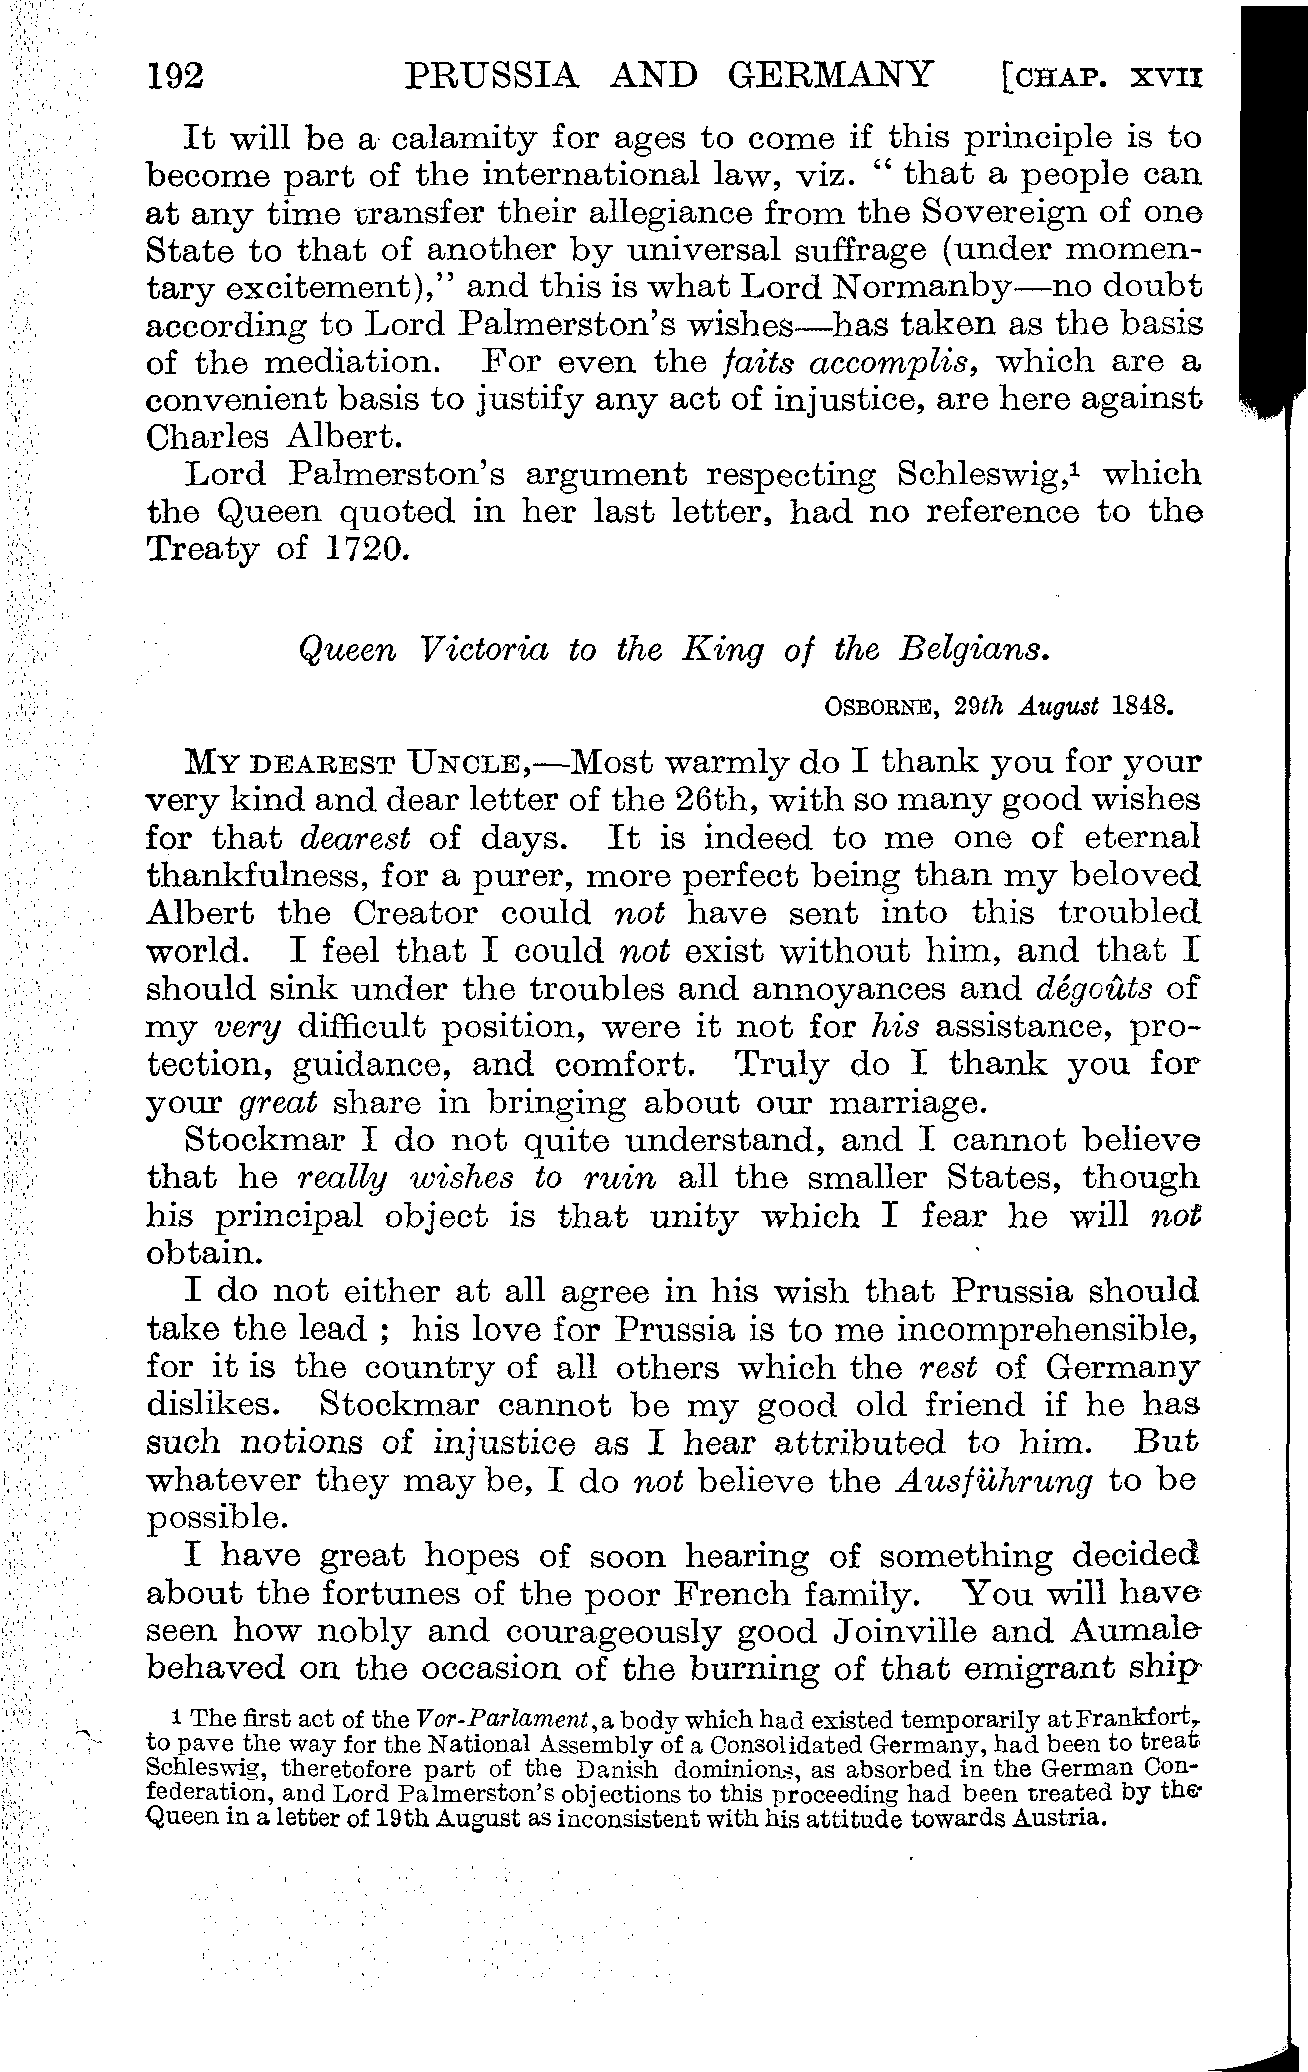 192 PRUSSIA AND GERMANY [CHAP. XVII
It will be a calamity for ages to come if this principle is to
become part of the international law, viz. “ that a people can
at any time transfer their allegiance from the Sovereign of one
State to that of another by universal suffrage (under momen-
tary excitement),” and this is what Lord Normanby—no doubt
according to Lord Palmerston’s wishes—has taken as the basis
of the mediation. For even the faits accomplis, which are a
convenient basis to justify any act of injustice, are here against
Charles Albert.
Lord Palmerston’s argument respecting Schleswig,¹ which
the Queen quoted in her last letter, had no reference to the
Treaty of 1720.
Queen Victoria to the King of the Belgians.
OSBORNE, 29th August 1848.
MY DEAREST UNCLE,—Most warmly do I thank you for your
very kind and dear letter of the 26th, with so many good wishes
for that dearest of days. It is indeed to me one of eternal
thankfulness, for a purer, more perfect being than my beloved
Albert the Creator could not have sent into this troubled
world. I feel that I could not exist without him, and that I
should sink under the troubles and annoyances and dégoûts of
my very difficult position, were it not for his assistance, pro-
tection, guidance, and comfort. Truly do I thank you for
your great share in bringing about our marriage.
Stockmar I do not quite understand, and I cannot believe
that he really wishes to ruin all the smaller States, though
his principal object is that unity which I fear he will not
obtain.
I do not either at all agree in his wish that Prussia should
take the lead ; his love for Prussia is to me incomprehensible,
for it is the country of all others which the rest of Germany
dislikes. Stockmar cannot be my good old friend if he has
such notions of injustice as I hear attributed to him. But
whatever they may be, I do not believe the Ausführung to be
possible.
I have great hopes of soon hearing of something decided
about the fortunes of the poor French family. You will have
seen how nobly and courageously good Joinville and Aumale
behaved on the occasion of the burning of that emigrant ship
1 The first act of the Vor-Parlament, a body which had existed temporarily at Frankfort,
to pave the way for the National Assembly of a Consolidated Germany, had been to treat
Schleswig, theretofore part of the Danish dominions, as absorbed in the German Con-
federation, and Lord Palmerston’s objections to this proceeding had been treated by the
Queen in a letter of 19th August as inconsistent with his attitude towards Austria.